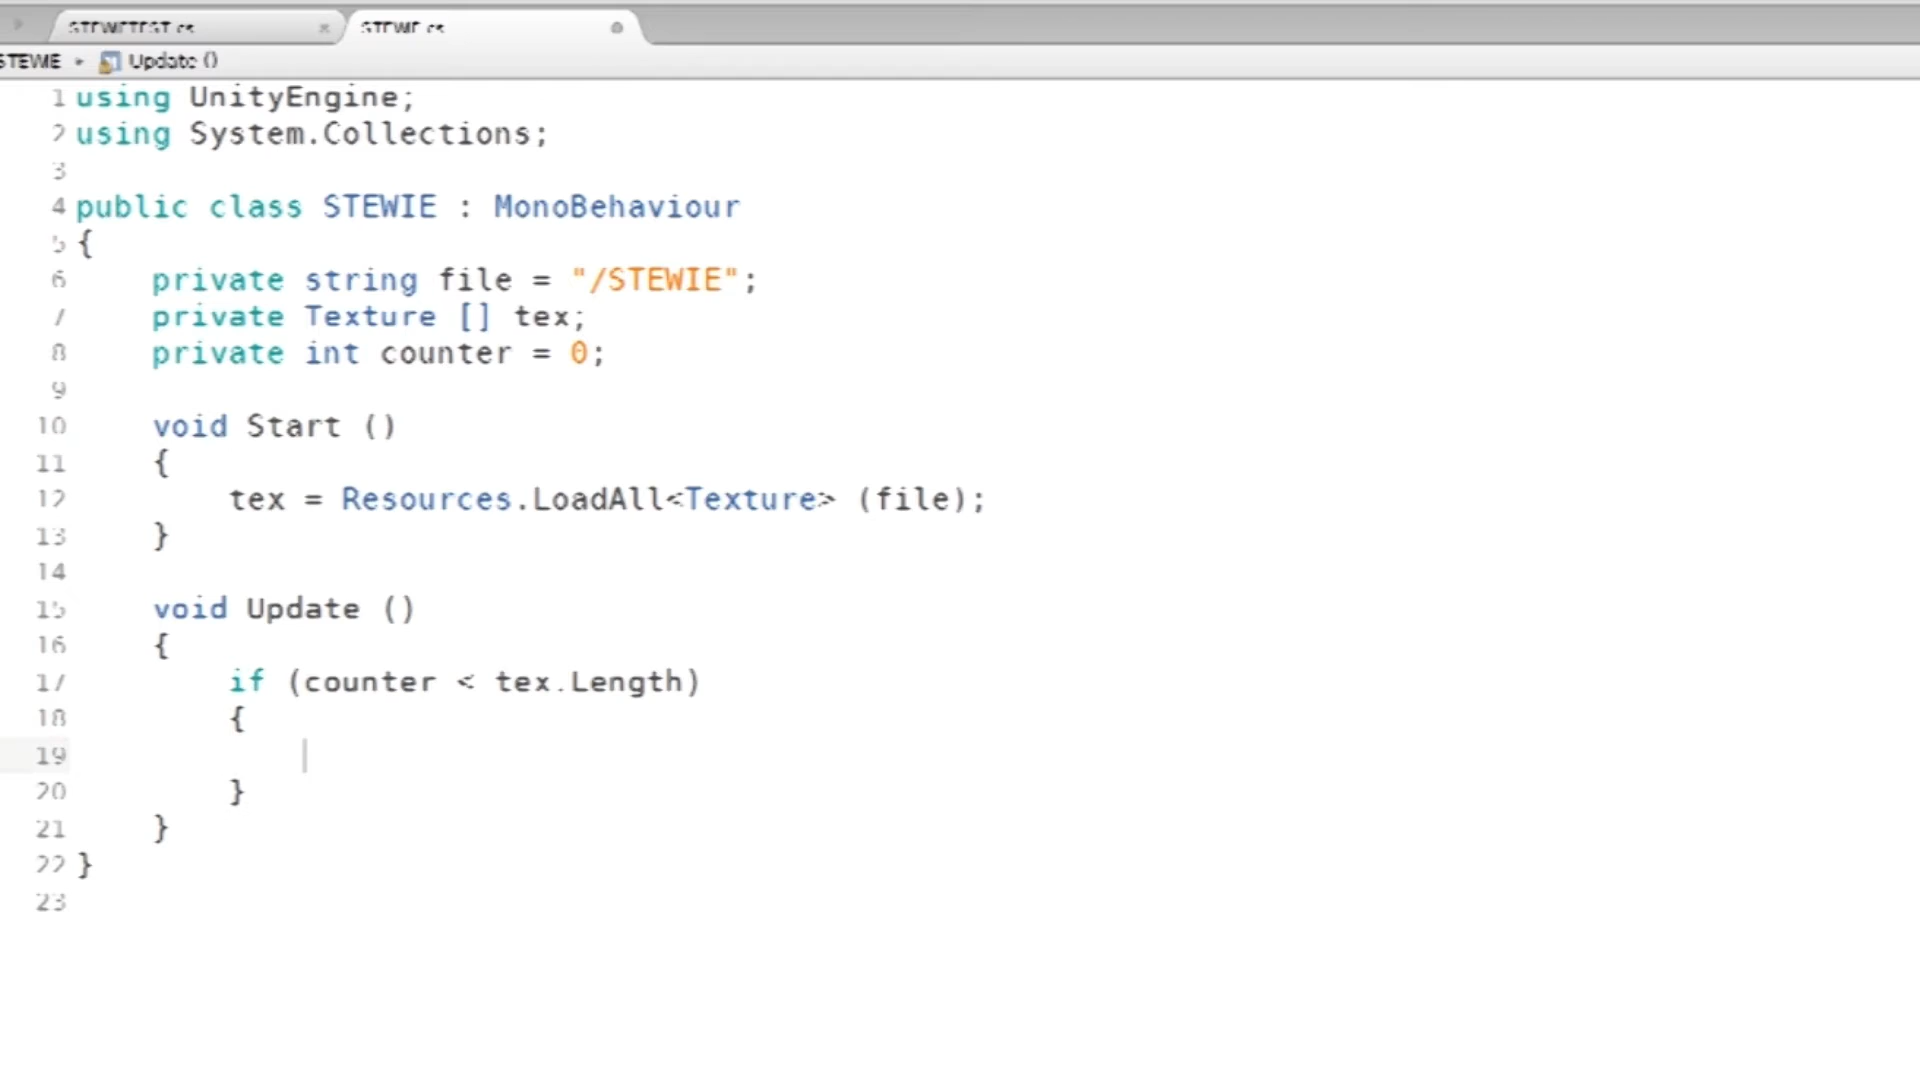 STEWIETEST.cs STEWIE.cs
STEWIE Update ()
1 using UnityEngine;
2 using System.Collections;
3
4 public class STEWIE : MonoBehaviour
5 {
6 private string file = "/STEWIE";
7 private Texture [] tex;
8 private int counter = 0;
9
10 void Start ()
11 {
12 tex = Resources.LoadAll<Texture> (file);
13 }
14
15 void Update ()
16 {
17 if (counter < tex.Length)
18 {
19
20 }
21 }
22 }
23